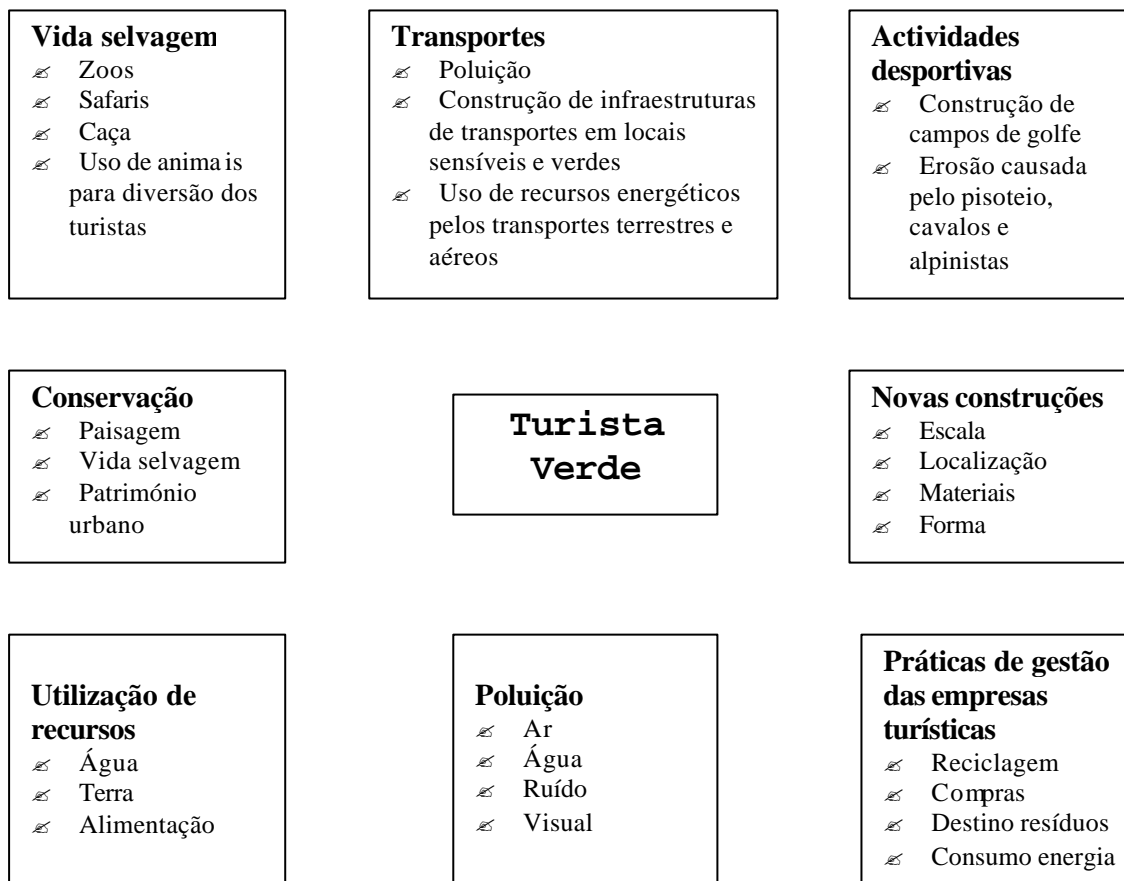 Vida selvagem
Zoos
Safaris
Caça
Uso de animais
para diversão dos
turistas
Transportes
Poluição
Construção de infraestruturas
de transportes em locais
sensíveis e verdes
Uso de recursos energéticos
pelos transportes terrestres e
aéreos
Actividades
desportivas
Construção de
campos de golfe
Erosão causada
pelo pisoteio,
cavalos e
alpinistas
Conservação
Paisagem
Vida selvagem
Património
urbano
Turista
Verde
Novas construções
Escala
Localização
Materiais
Forma
Utilização de
recursos
Água
Terra
Alimentação
Poluição
Ar
Água
Ruído
Visual
Práticas de gestão
das empresas
turísticas
Reciclagem
Compras
Destino resíduos
Consumo energia